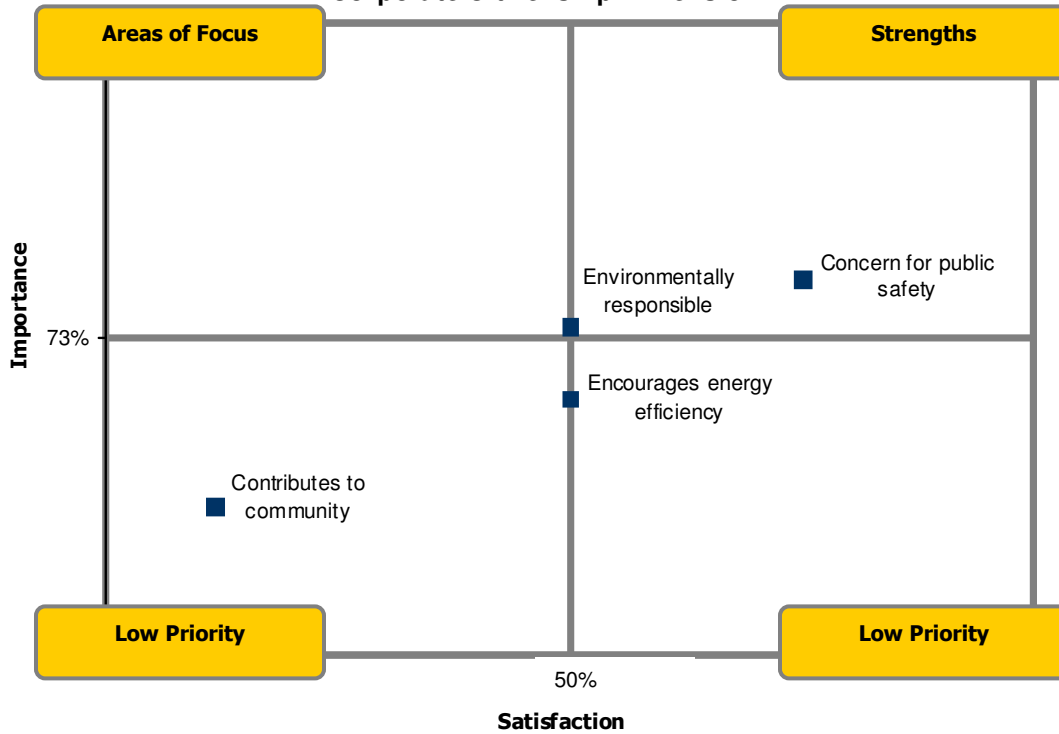 Areas of Focus
Strengths
Concern for public
safety
Environmentally
responsible
Importance
73%
Encourages energy
efficiency
Contributes to
community
Low Priority
Low Priority
50%
Satisfaction